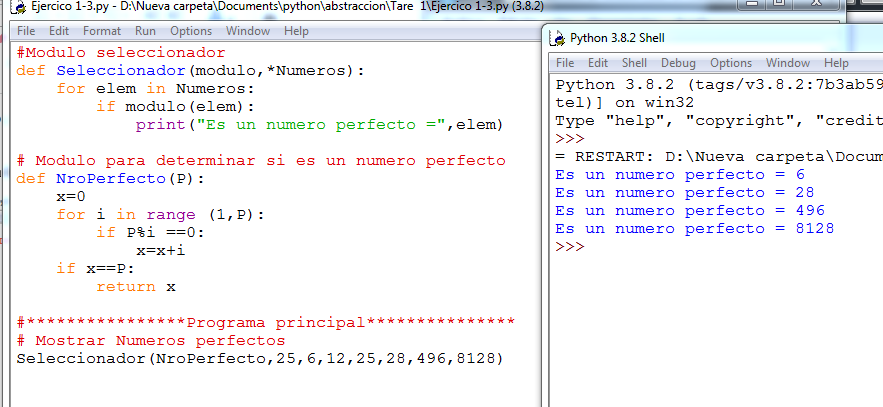 Ejercico 1-3.py - D:\Nueva carpeta\Documents\python\abstraccion\Tare 1\Ejercico 1-3.py (3.8.2)
File Edit Format Run Options Window Help
#Modulo seleccionador
def Seleccionador(modulo,*Numeros):
    for elem in Numeros:
        if modulo(elem):
            print("Es un numero perfecto =",elem)

# Modulo para determinar si es un numero perfecto
def NroPerfecto(P):
    x=0
    for i in range (1,P):
        if P%i ==0:
            x=x+i
    if x==P:
        return x

#****************Programa principal***************
# Mostrar Numeros perfectos
Seleccionador(NroPerfecto,25,6,12,25,28,496,8128)
Python 3.8.2 Shell
File Edit Shell Debug Options Window Help
Python 3.8.2 (tags/v3.8.2:7b3ab59
tel)] on win32
Type "help", "copyright", "credit
>>>
= RESTART: D:\Nueva carpeta\Docum
Es un numero perfecto = 6
Es un numero perfecto = 28
Es un numero perfecto = 496
Es un numero perfecto = 8128
>>>